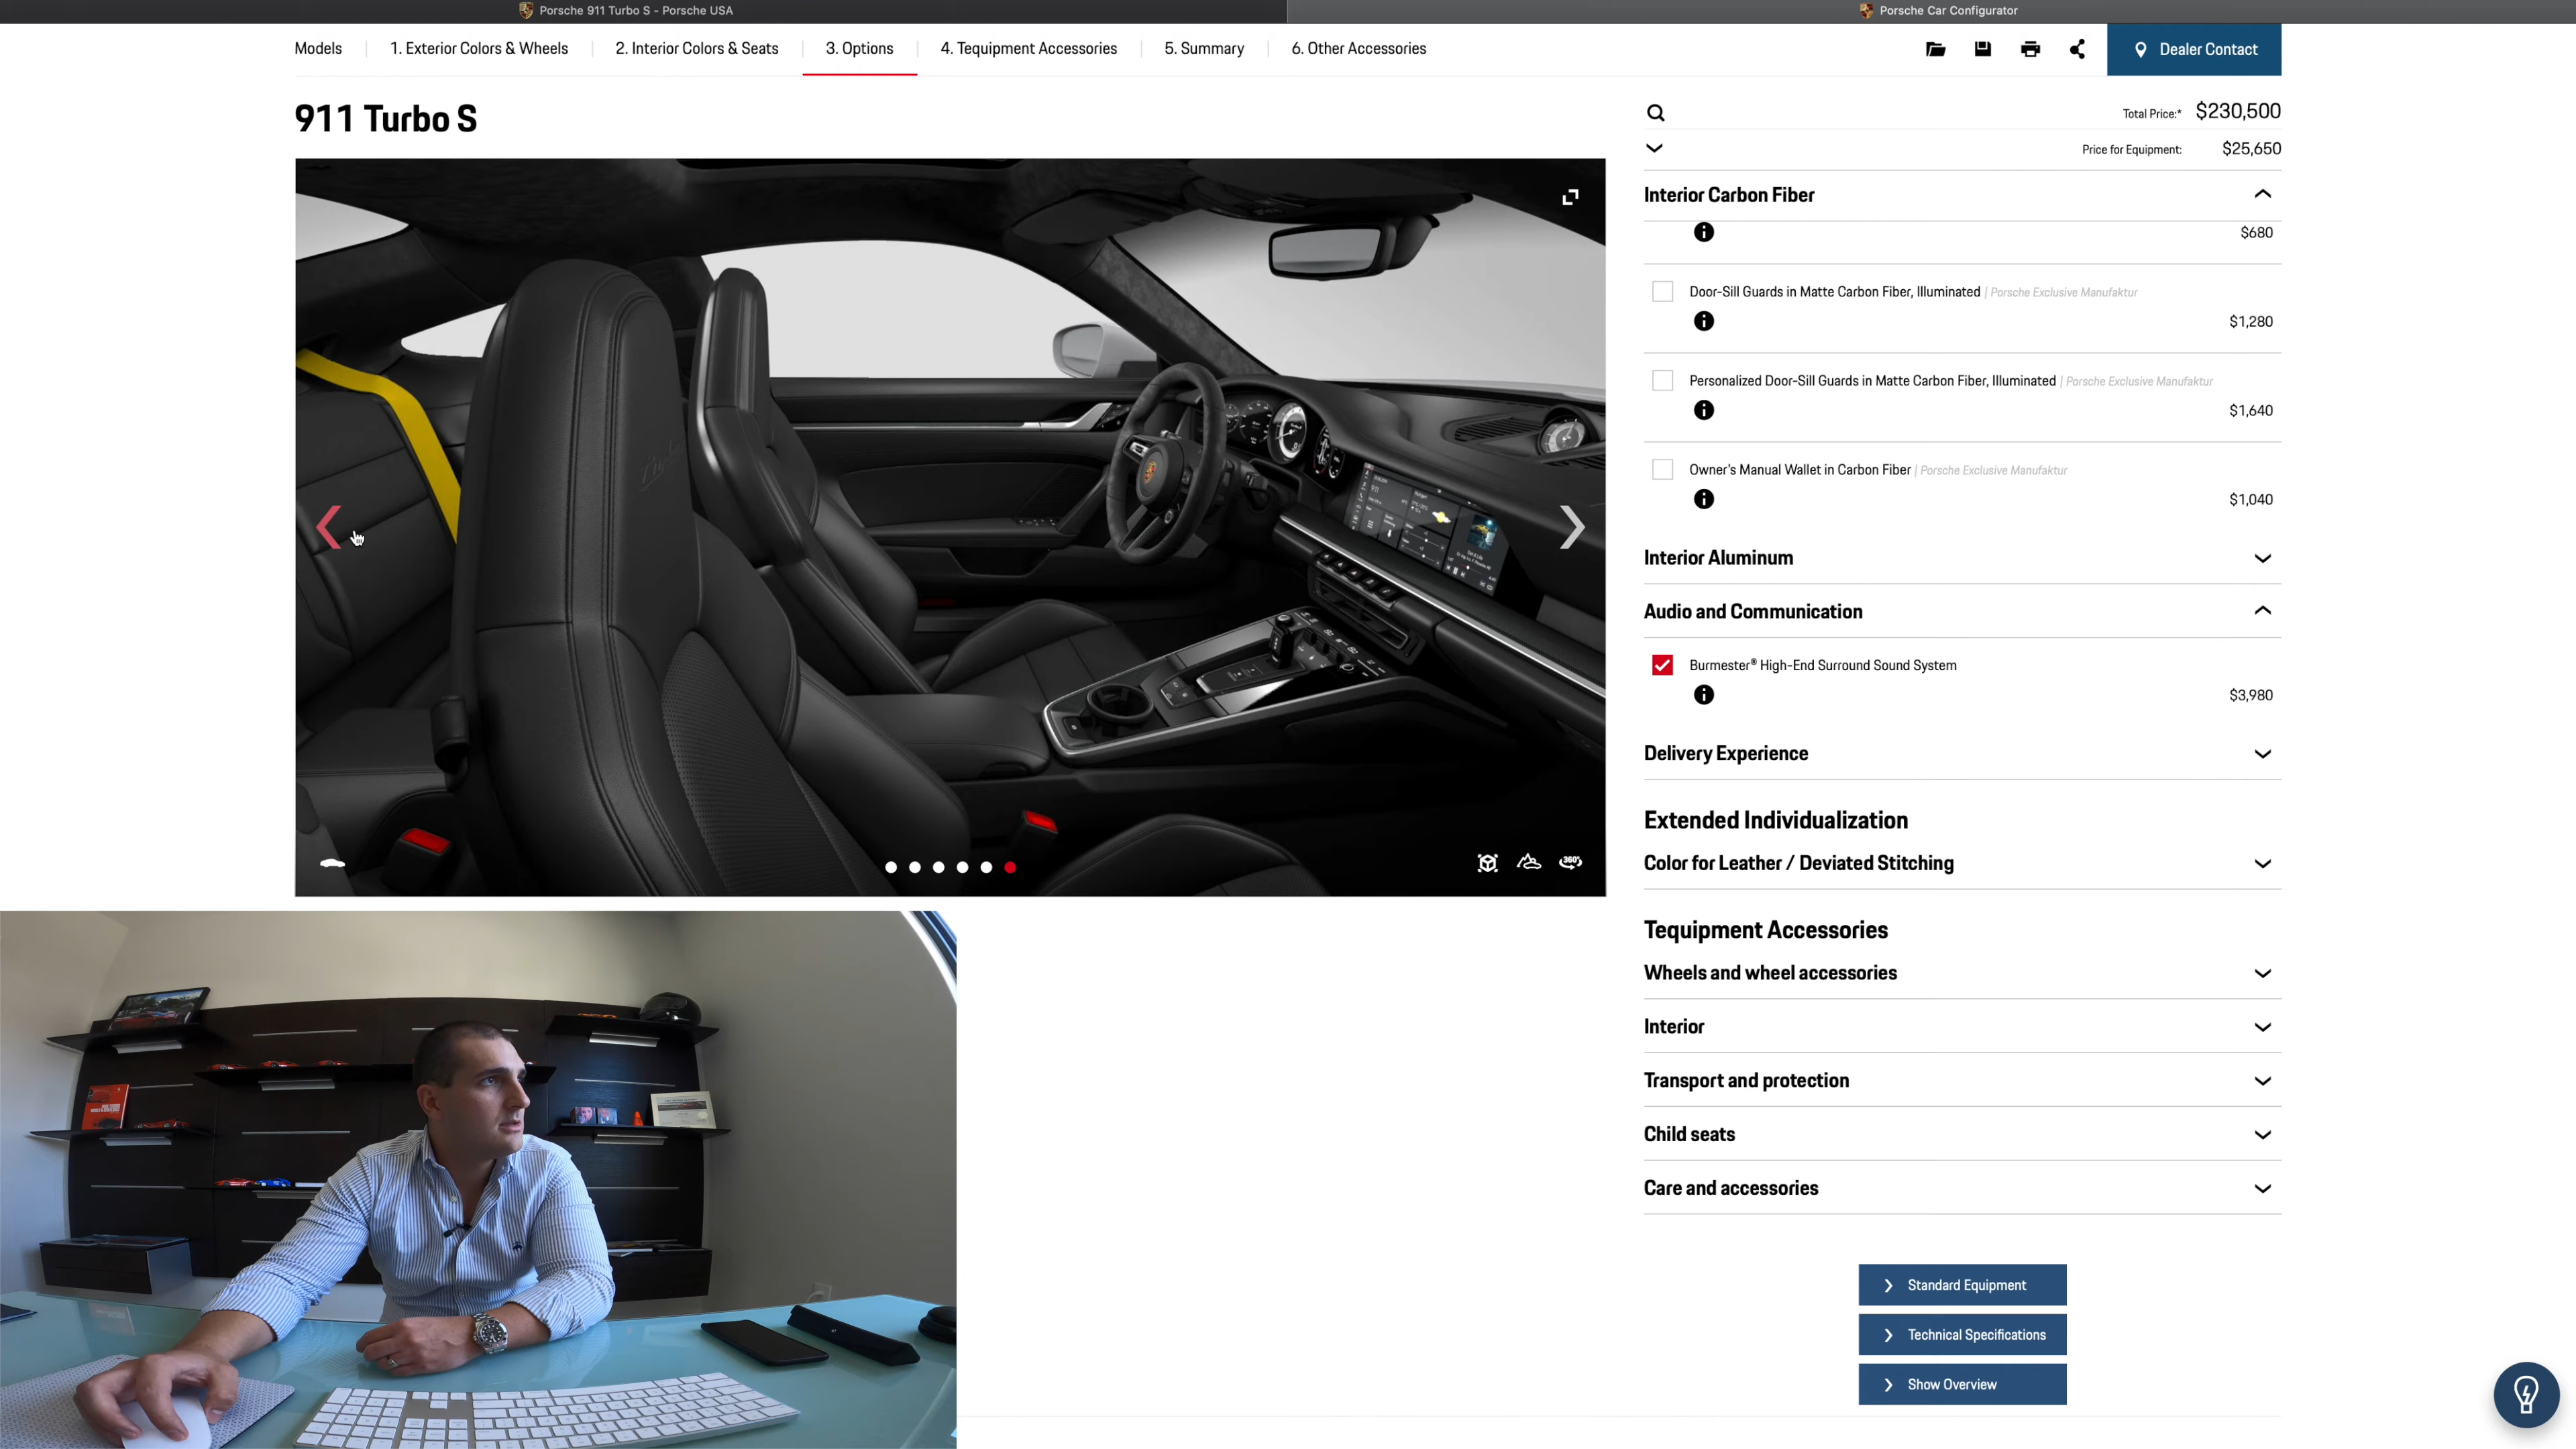 Porsche 911 Turbo S - Porsche USA
Porsche Car Configurator
Models
1. Exterior Colors & Wheels
2. Interior Colors & Seats
3. Options
4. Tequipment Accessories
5. Summary
6. Other Accessories
Dealer Contact
911 Turbo S
Total Price:* $230,500
Price for Equipment: $25,650
Interior Carbon Fiber
$680
Door-Sill Guards in Matte Carbon Fiber, Illuminated | Porsche Exclusive Manufaktur
$1,280
Personalized Door-Sill Guards in Matte Carbon Fiber, Illuminated | Porsche Exclusive Manufaktur
$1,640
Owner's Manual Wallet in Carbon Fiber | Porsche Exclusive Manufaktur
$1,040
Interior Aluminum
Audio and Communication
Burmester® High-End Surround Sound System
$3,980
Delivery Experience
Extended Individualization
Color for Leather / Deviated Stitching
Tequipment Accessories
Wheels and wheel accessories
Interior
Transport and protection
Child seats
Care and accessories
Standard Equipment
Technical Specifications
Show Overview
360°